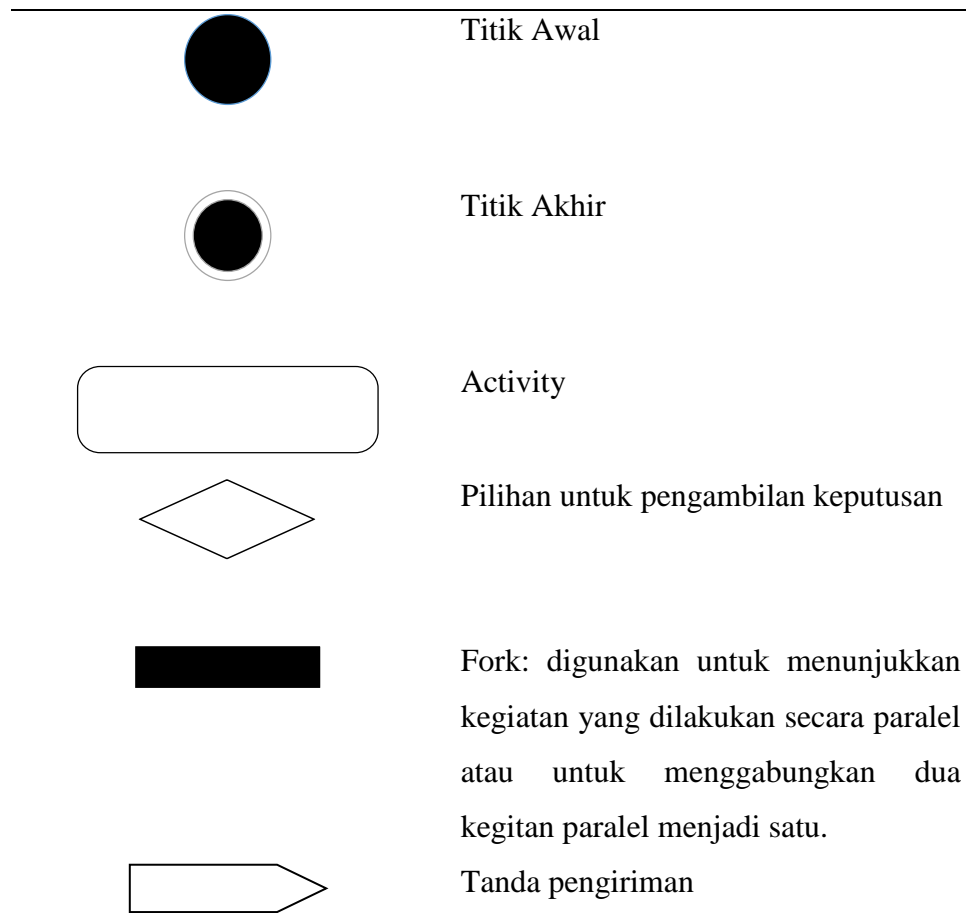 Titik Awal
Titik Akhir
Activity
Pilihan untuk pengambilan keputusan
Fork: digunakan untuk menunjukkan
kegiatan yang dilakukan secara paralel
atau untuk menggabungkan dua
kegitan paralel menjadi satu.
Tanda pengiriman